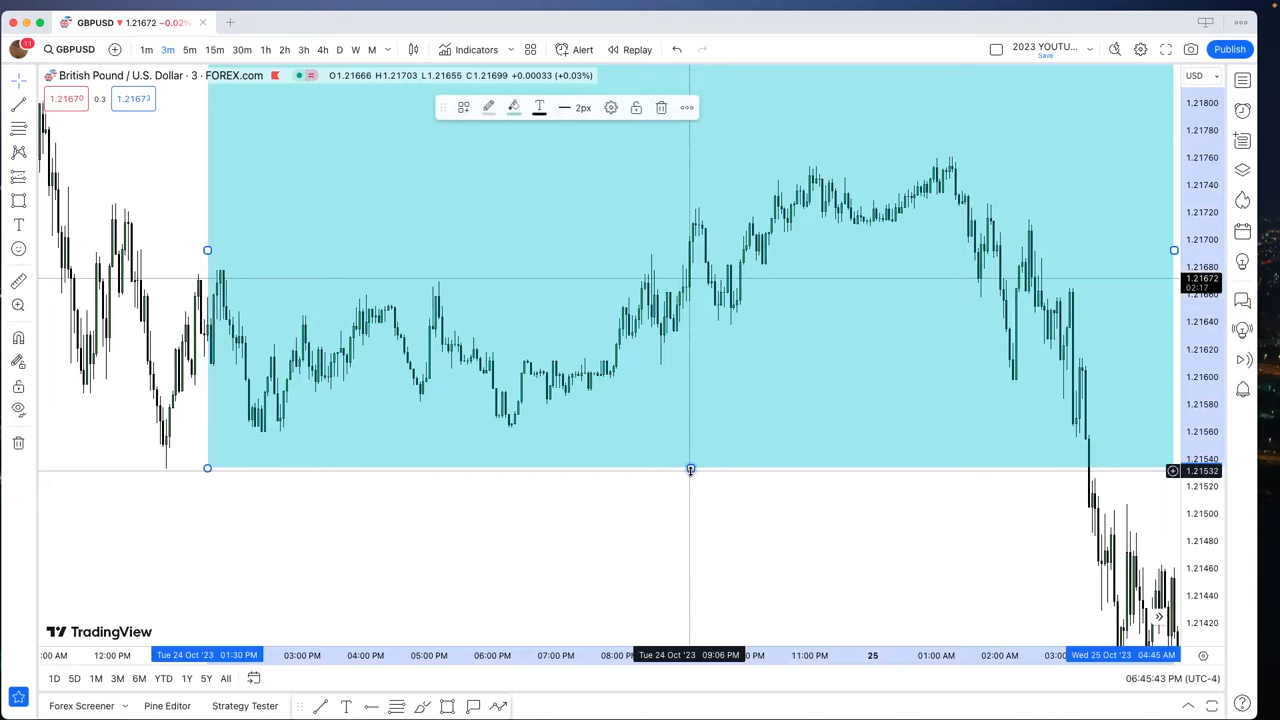 GBPUSD 1.21672 −0.02%
11 GBPUSD 1m 3m 5m 15m 30m 1h 2h 3h 4h D W M Indicators Alert Replay 2023 YOUTU... Save Publish
British Pound / U.S. Dollar · 3 · FOREX.com O1.21666 H1.21703 L1.21655 C1.21699 +0.00033 (+0.03%) USD
1.21670 0.3 1.21673
2px
1.21800
1.21780
1.21760
1.21740
1.21720
1.21700
1.21680
1.21672
02:17
1.21660
1.21640
1.21620
1.21600
1.21580
1.21560
1.21540
1.21532
1.21520
1.21500
1.21480
1.21460
1.21440
1.21420
TradingView
:00 AM 12:00 PM Tue 24 Oct '23 01:30 PM 03:00 PM 04:00 PM 05:00 PM 06:00 PM 07:00 PM 08:00 P Tue 24 Oct '23 09:06 PM PM 11:00 PM 25 01:00 AM 02:00 AM 03:0 Wed 25 Oct '23 04:45 AM
1D 5D 1M 3M 6M YTD 1Y 5Y All 06:45:43 PM (UTC-4)
Forex Screener Pine Editor Strategy Tester